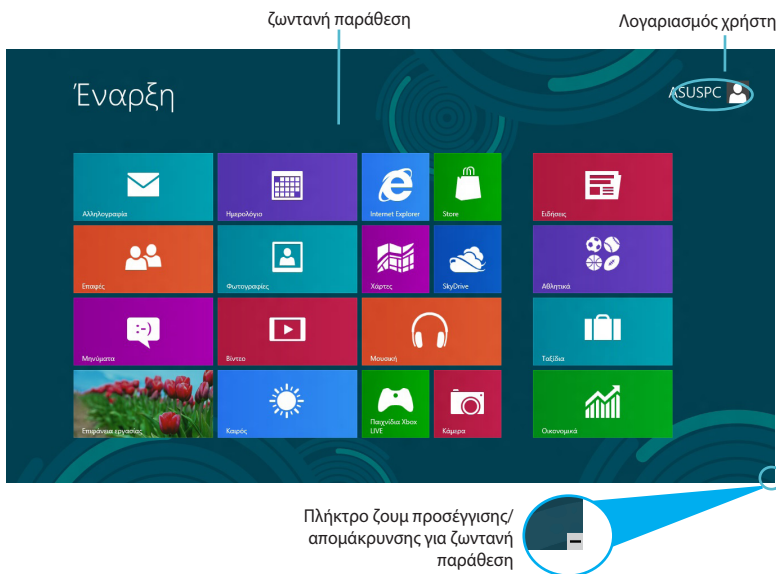 ζωντανή παράθεση
Λογαριασμός χρήστη
Έναρξη
ASUSPC
Αλληλογραφία
Ημερολόγιο
Internet Explorer
Store
Ειδήσεις
Επαφές
Φωτογραφίες
Χάρτες
SkyDrive
Αθλητικά
Μηνύματα
Βίντεο
Μουσική
Ταξίδια
Επιφάνεια εργασίας
Καιρός
Παιχνίδια Xbox
LIVE
Κάμερα
Οικονομικά
Πλήκτρο ζουμ προσέγγισης/
απομάκρυνσης για ζωντανή
παράθεση